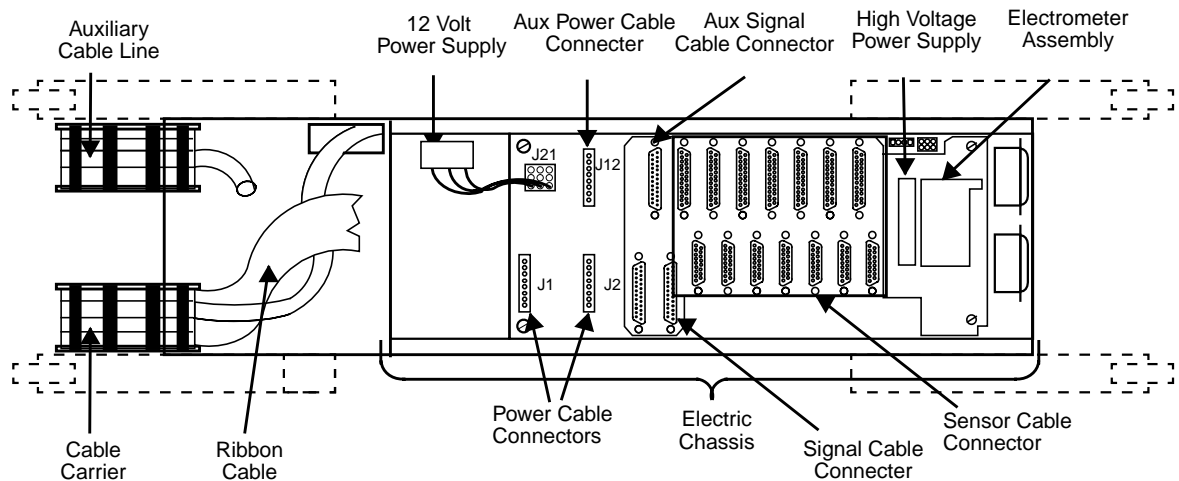 Auxiliary
Cable Line
12 Volt
Power Supply
Aux Power Cable
Connecter
Aux Signal
Cable Connector
High Voltage
Power Supply
Electrometer
Assembly
J21
J12
J1
J2
Cable
Carrier
Ribbon
Cable
Power Cable
Connectors
Electric
Chassis
Signal Cable
Connecter
Sensor Cable
Connector